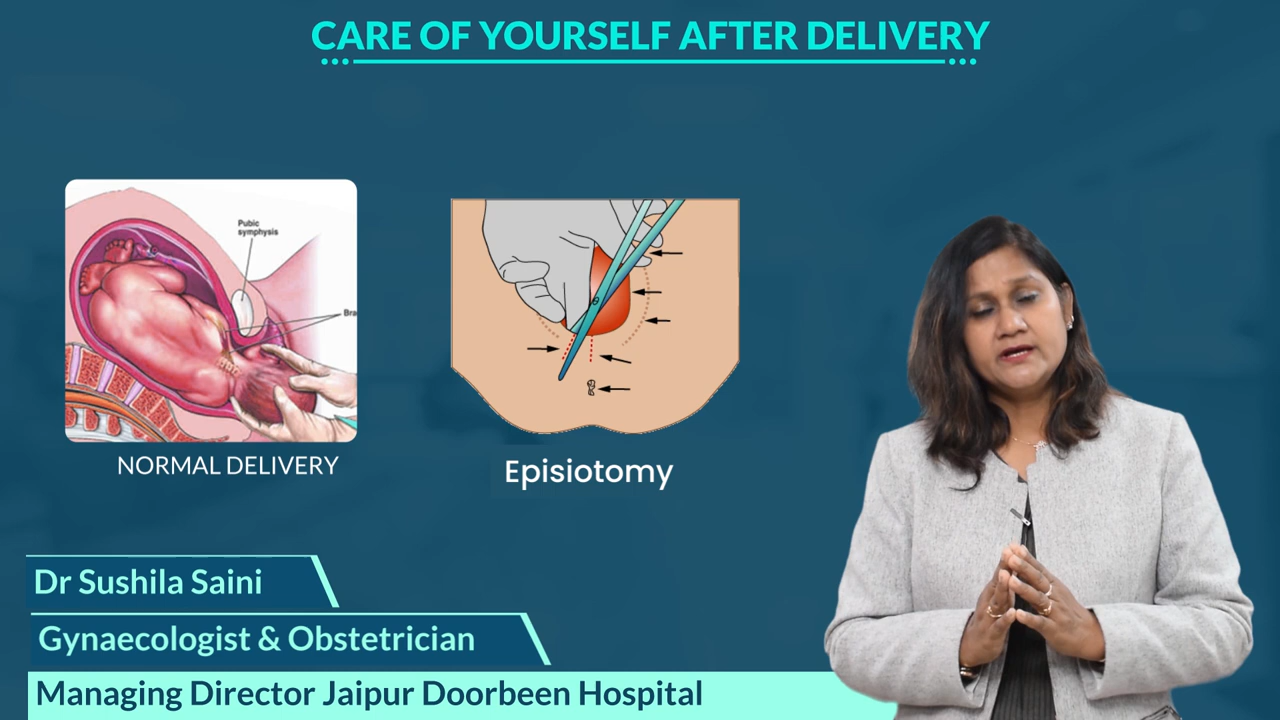 CARE OF YOURSELF AFTER DELIVERY
Pubic
symphysis
NORMAL DELIVERY
Episiotomy
Dr Sushila Saini
Gynaecologist & Obstetrician
Managing Director Jaipur Doorbeen Hospital